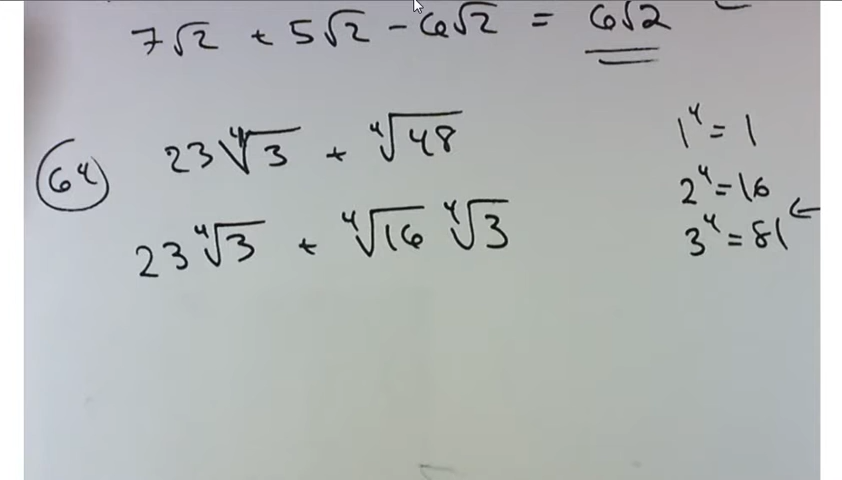 7√2 + 5√2 - 6√2 = 6√2
64 23∜3 + ∜48
23∜3 + ∜16 ∜3
1⁴ = 1
2⁴ = 16
3⁴ = 81 ←